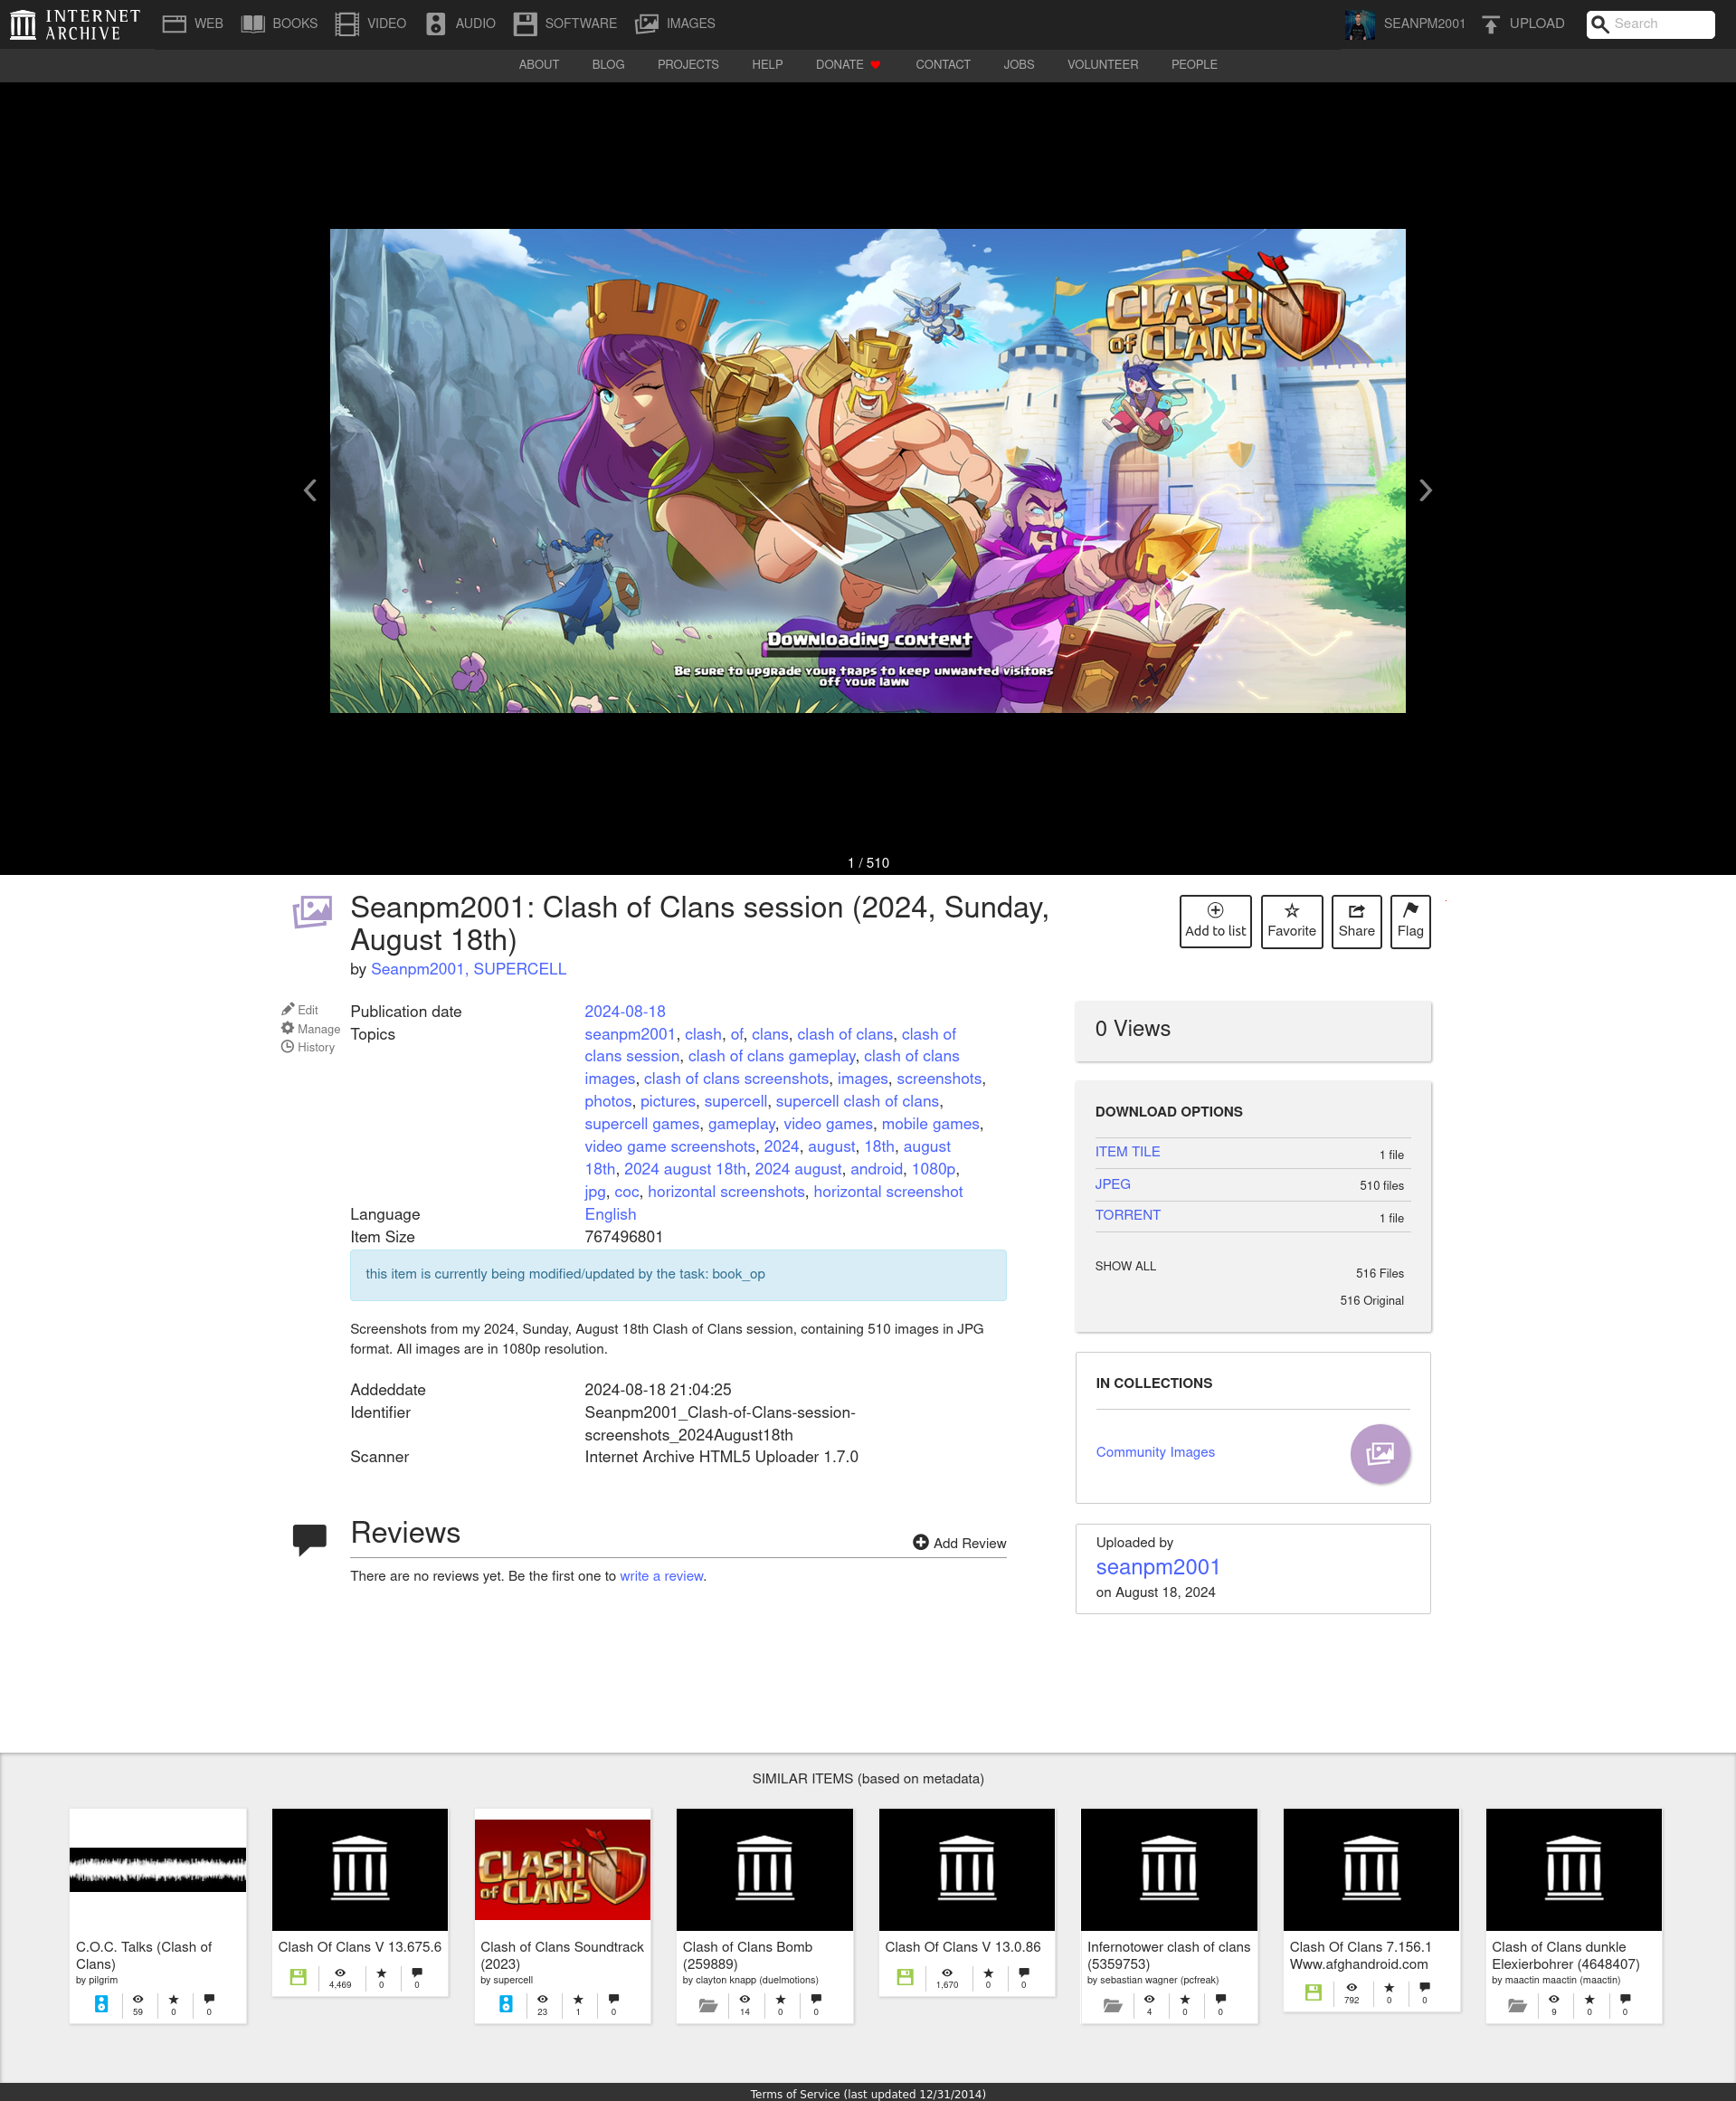 INTERNET
ARCHIVE
WEB
BOOKS
VIDEO
AUDIO
SOFTWARE
IMAGES
SEANPM2001
UPLOAD
Search
ABOUT
BLOG
PROJECTS
HELP
DONATE
CONTACT
JOBS
VOLUNTEER
PEOPLE
CLASH
OF CLANS
Downloading content
Be sure to upgrade your traps to keep unwanted visitors
off your lawn
1 / 510
Seanpm2001: Clash of Clans session (2024, Sunday,
August 18th)
by Seanpm2001, SUPERCELL
Add to list
Favorite
Share
Flag
Edit
Manage
History
Publication date 2024-08-18
Topics seanpm2001, clash, of, clans, clash of clans, clash of
clans session, clash of clans gameplay, clash of clans
images, clash of clans screenshots, images, screenshots,
photos, pictures, supercell, supercell clash of clans,
supercell games, gameplay, video games, mobile games,
video game screenshots, 2024, august, 18th, august
18th, 2024 august 18th, 2024 august, android, 1080p,
jpg, coc, horizontal screenshots, horizontal screenshot
Language English
Item Size 767496801
this item is currently being modified/updated by the task: book_op
Screenshots from my 2024, Sunday, August 18th Clash of Clans session, containing 510 images in JPG
format. All images are in 1080p resolution.
Addeddate 2024-08-18 21:04:25
Identifier Seanpm2001_Clash-of-Clans-session-
screenshots_2024August18th
Scanner Internet Archive HTML5 Uploader 1.7.0
Reviews
Add Review
There are no reviews yet. Be the first one to write a review.
0 Views
DOWNLOAD OPTIONS
ITEM TILE 1 file
JPEG 510 files
TORRENT 1 file
SHOW ALL 516 Files
516 Original
IN COLLECTIONS
Community Images
Uploaded by
seanpm2001
on August 18, 2024
SIMILAR ITEMS (based on metadata)
C.O.C. Talks (Clash of
Clans)
by pilgrim
59 0 0
Clash Of Clans V 13.675.6
4,469 0 0
CLASH
OF CLANS
Clash of Clans Soundtrack
(2023)
by supercell
23 1 0
Clash of Clans Bomb
(259889)
by clayton knapp (duelmotions)
14 0 0
Clash Of Clans V 13.0.86
1,670 0 0
Infernotower clash of clans
(5359753)
by sebastian wagner (pcfreak)
4 0 0
Clash Of Clans 7.156.1
Www.afghandroid.com
792 0 0
Clash of Clans dunkle
Elexierbohrer (4648407)
by maactin maactin (maactin)
9 0 0
Terms of Service (last updated 12/31/2014)